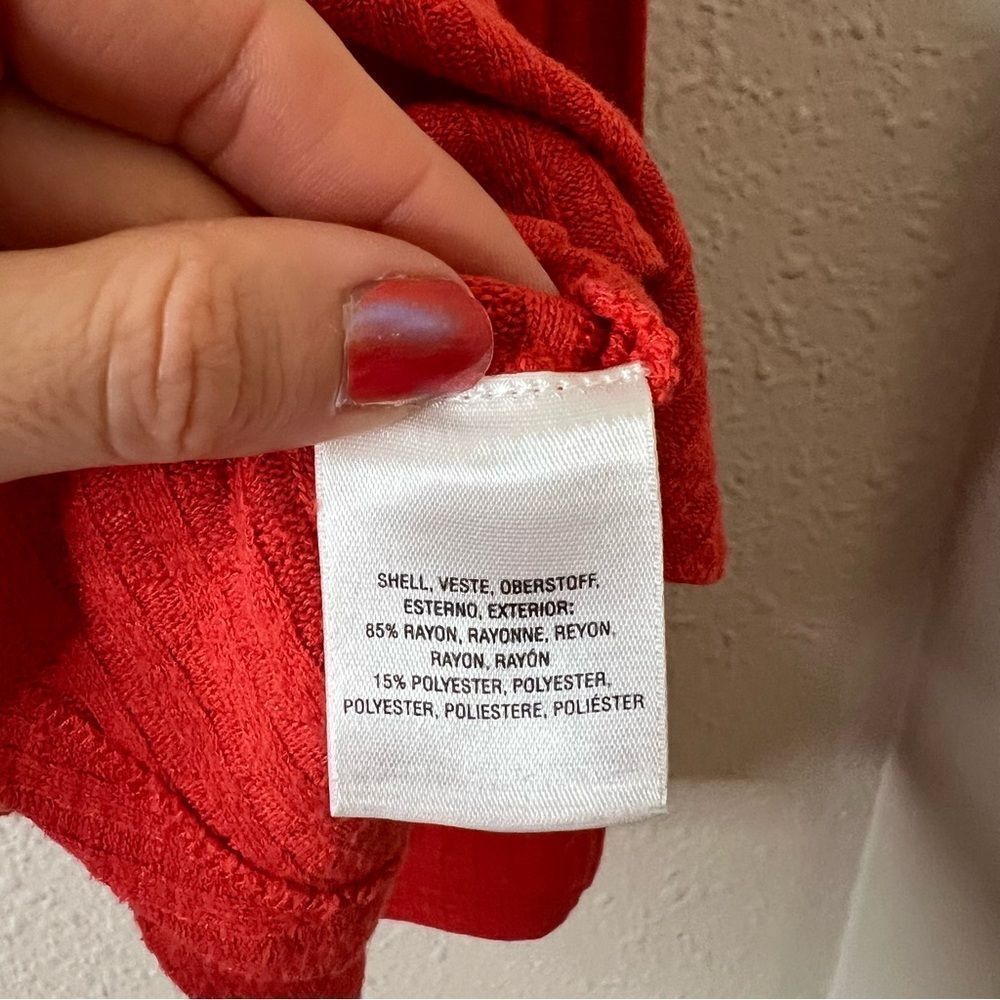 SHELL, VESTE, OBERSTOFF,
ESTERNO, EXTERIOR:
85% RAYON, RAYONNE, REYON,
RAYON, RAYÓN
15% POLYESTER, POLYESTER,
POLYESTER, POLIESTERE, POLIÉSTER